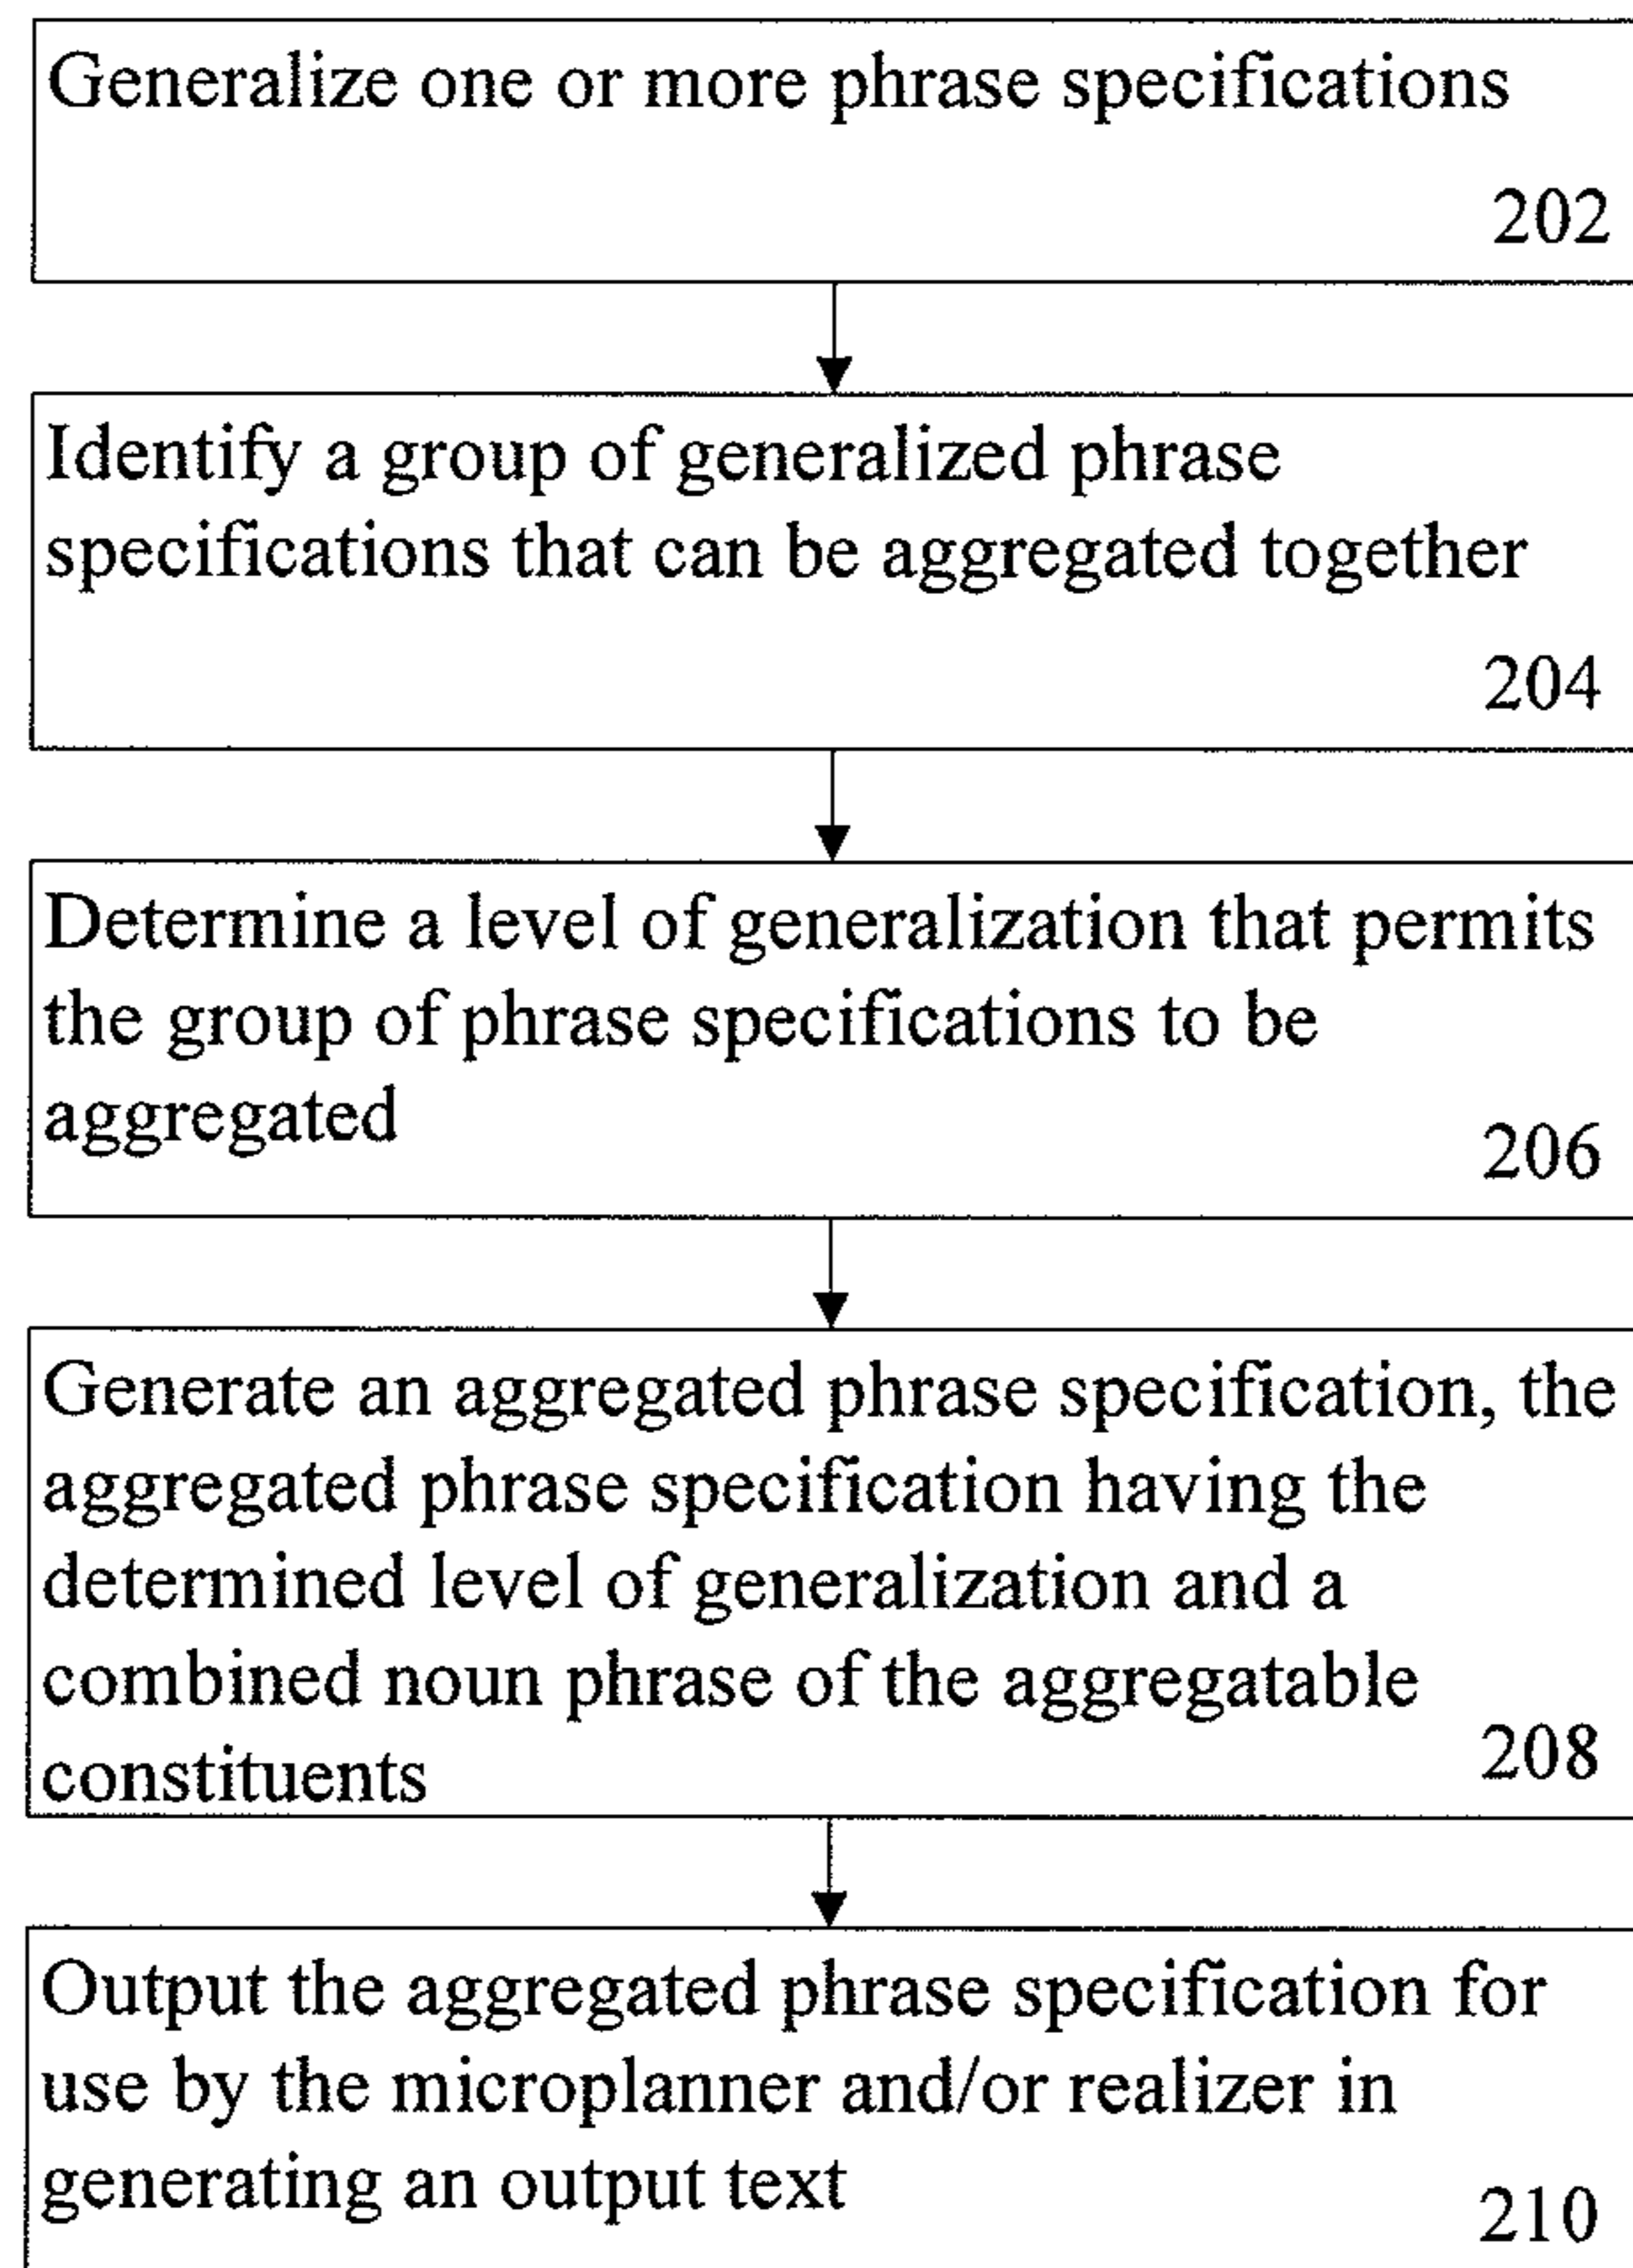 Generalize one or more phrase specifications
202
Identify a group of generalized phrase
specifications that can be aggregated together
204
Determine a level of generalization that permits
the group of phrase specifications to be
aggregated
206
Generate an aggregated phrase specification, the
aggregated phrase specification having the
determined level of generalization and a
combined noun phrase of the aggregatable
constituents
208
Output the aggregated phrase specification for
use by the microplanner and/or realizer in
generating an output text
210